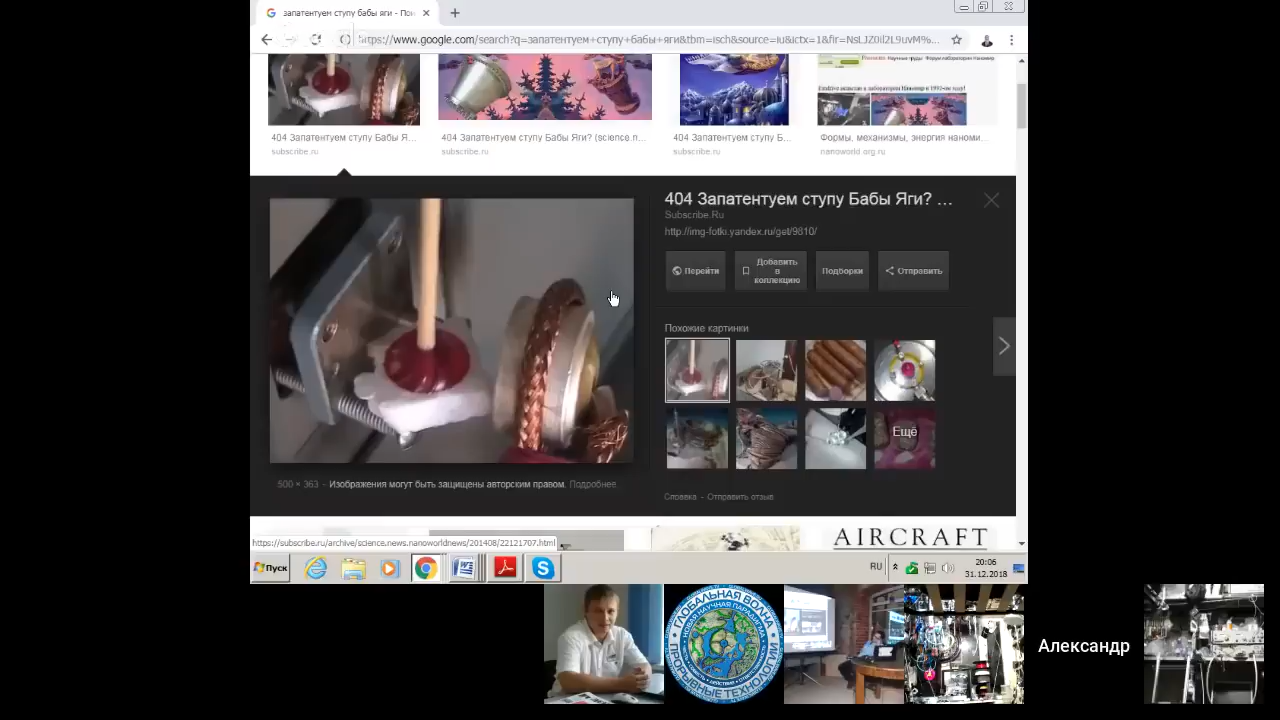 запатентуем ступу бабы яги - Пои
https://www.google.com/search?q=запатентуем+ступу+бабы+яги&tbm=isch&source=iu&ictx=1&fir=NsLJZ0il2L9uvM%...
404 Запатентуем ступу Бабы Я...
subscribe.ru
404 Запатентуем ступу Бабы Яги? (science.n...
subscribe.ru
404 Запатентуем ступу Б...
subscribe.ru
Формы, механизмы, энергия наноми...
nanoworld.org.ru
404 Запатентуем ступу Бабы Яги? ...
Subscribe.Ru
http://img-fotki.yandex.ru/get/9810/
Перейти
Добавить в коллекцию
Подборки
Отправить
Похожие картинки
Ещё
500 × 363 - Изображения могут быть защищены авторским правом. Подробнее.
Справка - Отправить отзыв
AIRCRAFT
https://subscribe.ru/archive/science.news.nanoworldnews/201408/22121707.html
Пуск
RU
20:06
31.12.2018
ГЛОБАЛЬНАЯ ВОЛНА
НОВАЯ НАУЧНАЯ ПАРАДИГМА
ПРОРЫВНЫЕ ТЕХНОЛОГИИ
Александр